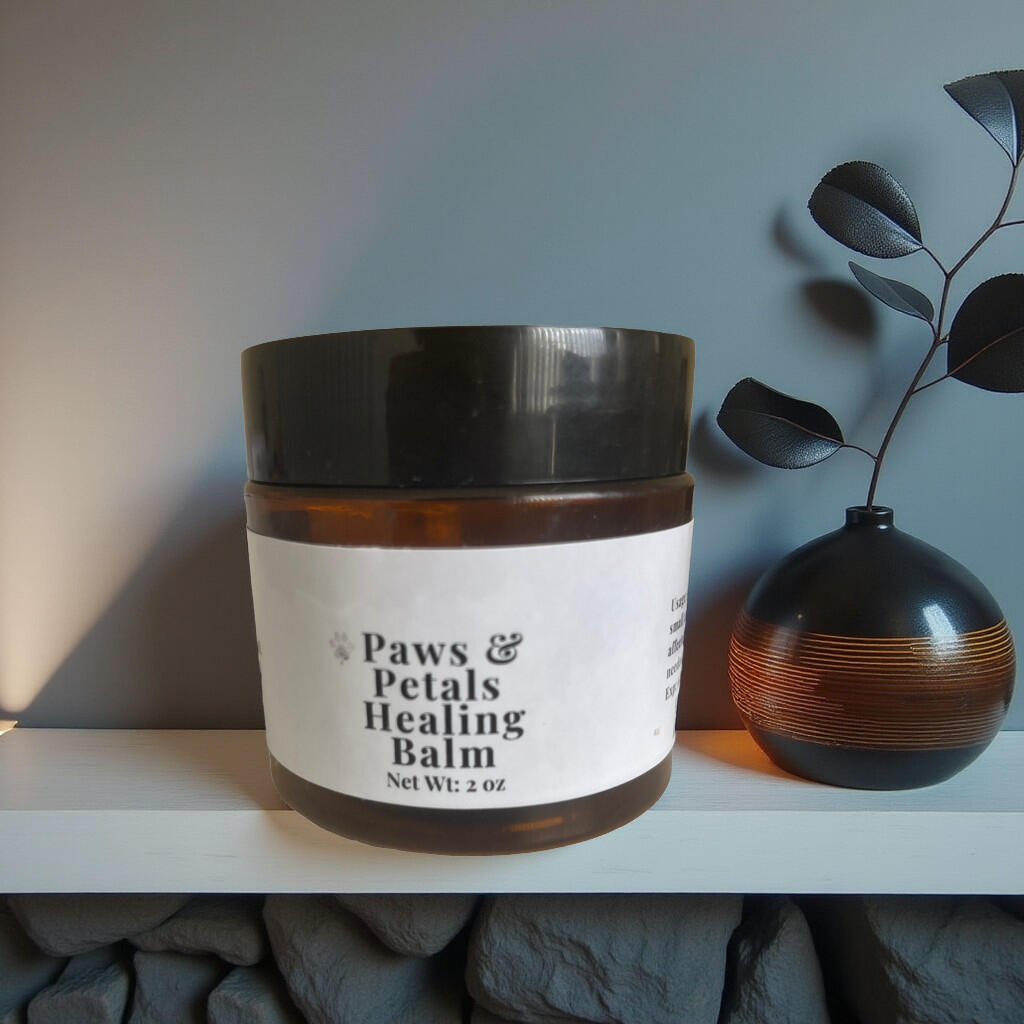 Paws &
Petals
Healing
Balm
Net Wt: 2 oz